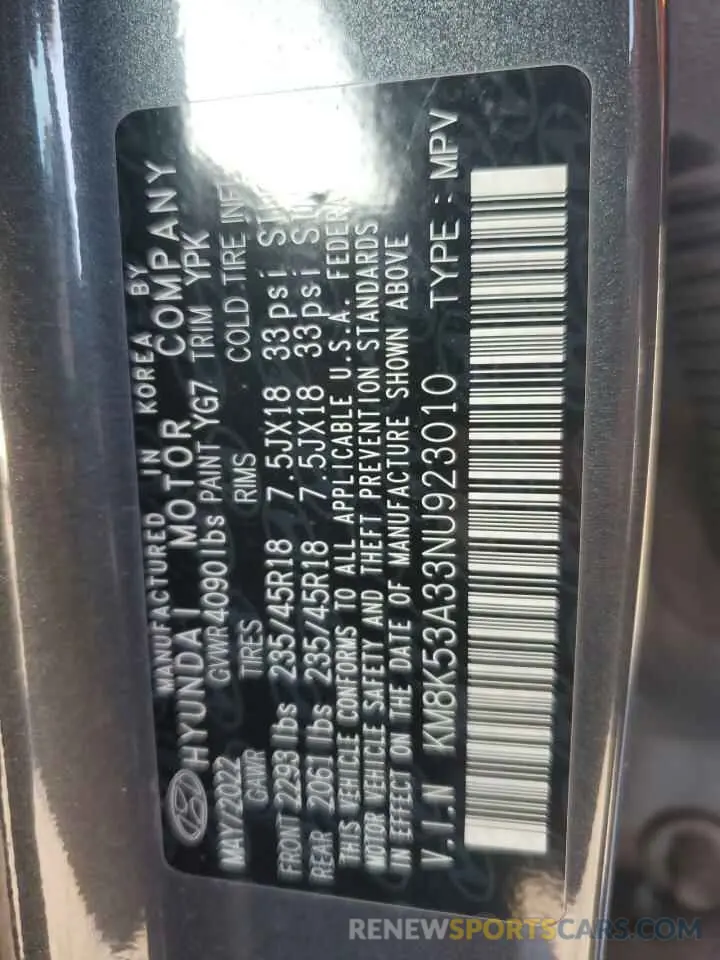 MANUFACTURED IN KOREA BY
HYUNDAI MOTOR COMPANY
GVWR 4090lbs PAINT YG7 TRIM YPK
MAY/2022 TIRES RIMS COLD TIRE
GAWR
FRONT 2293 lbs 235/45R18 7.5JX18 33psi
REAR 2061 lbs 235/45R18 7.5JX18 33psi
THIS VEHICLE CONFORMS TO ALL APPLICABLE U.S.A.
MOTOR VEHICLE SAFETY AND THEFT PREVENTION STANDARDS
IN EFFECT ON THE DATE OF MANUFACTURE SHOWN ABOVE
V.I.N KM8K53A33NU923010 TYPE : MPV
RENEWSPORTSCARS.COM